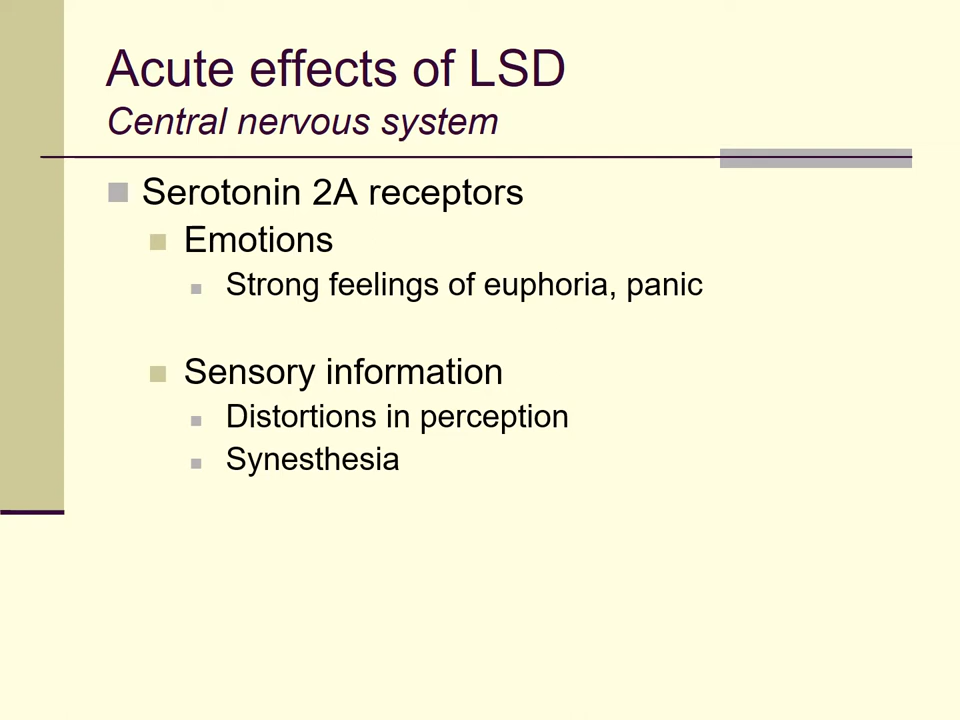 Acute effects of LSD
Central nervous system
Serotonin 2A receptors
Emotions
Strong feelings of euphoria, panic
Sensory information
Distortions in perception
Synesthesia